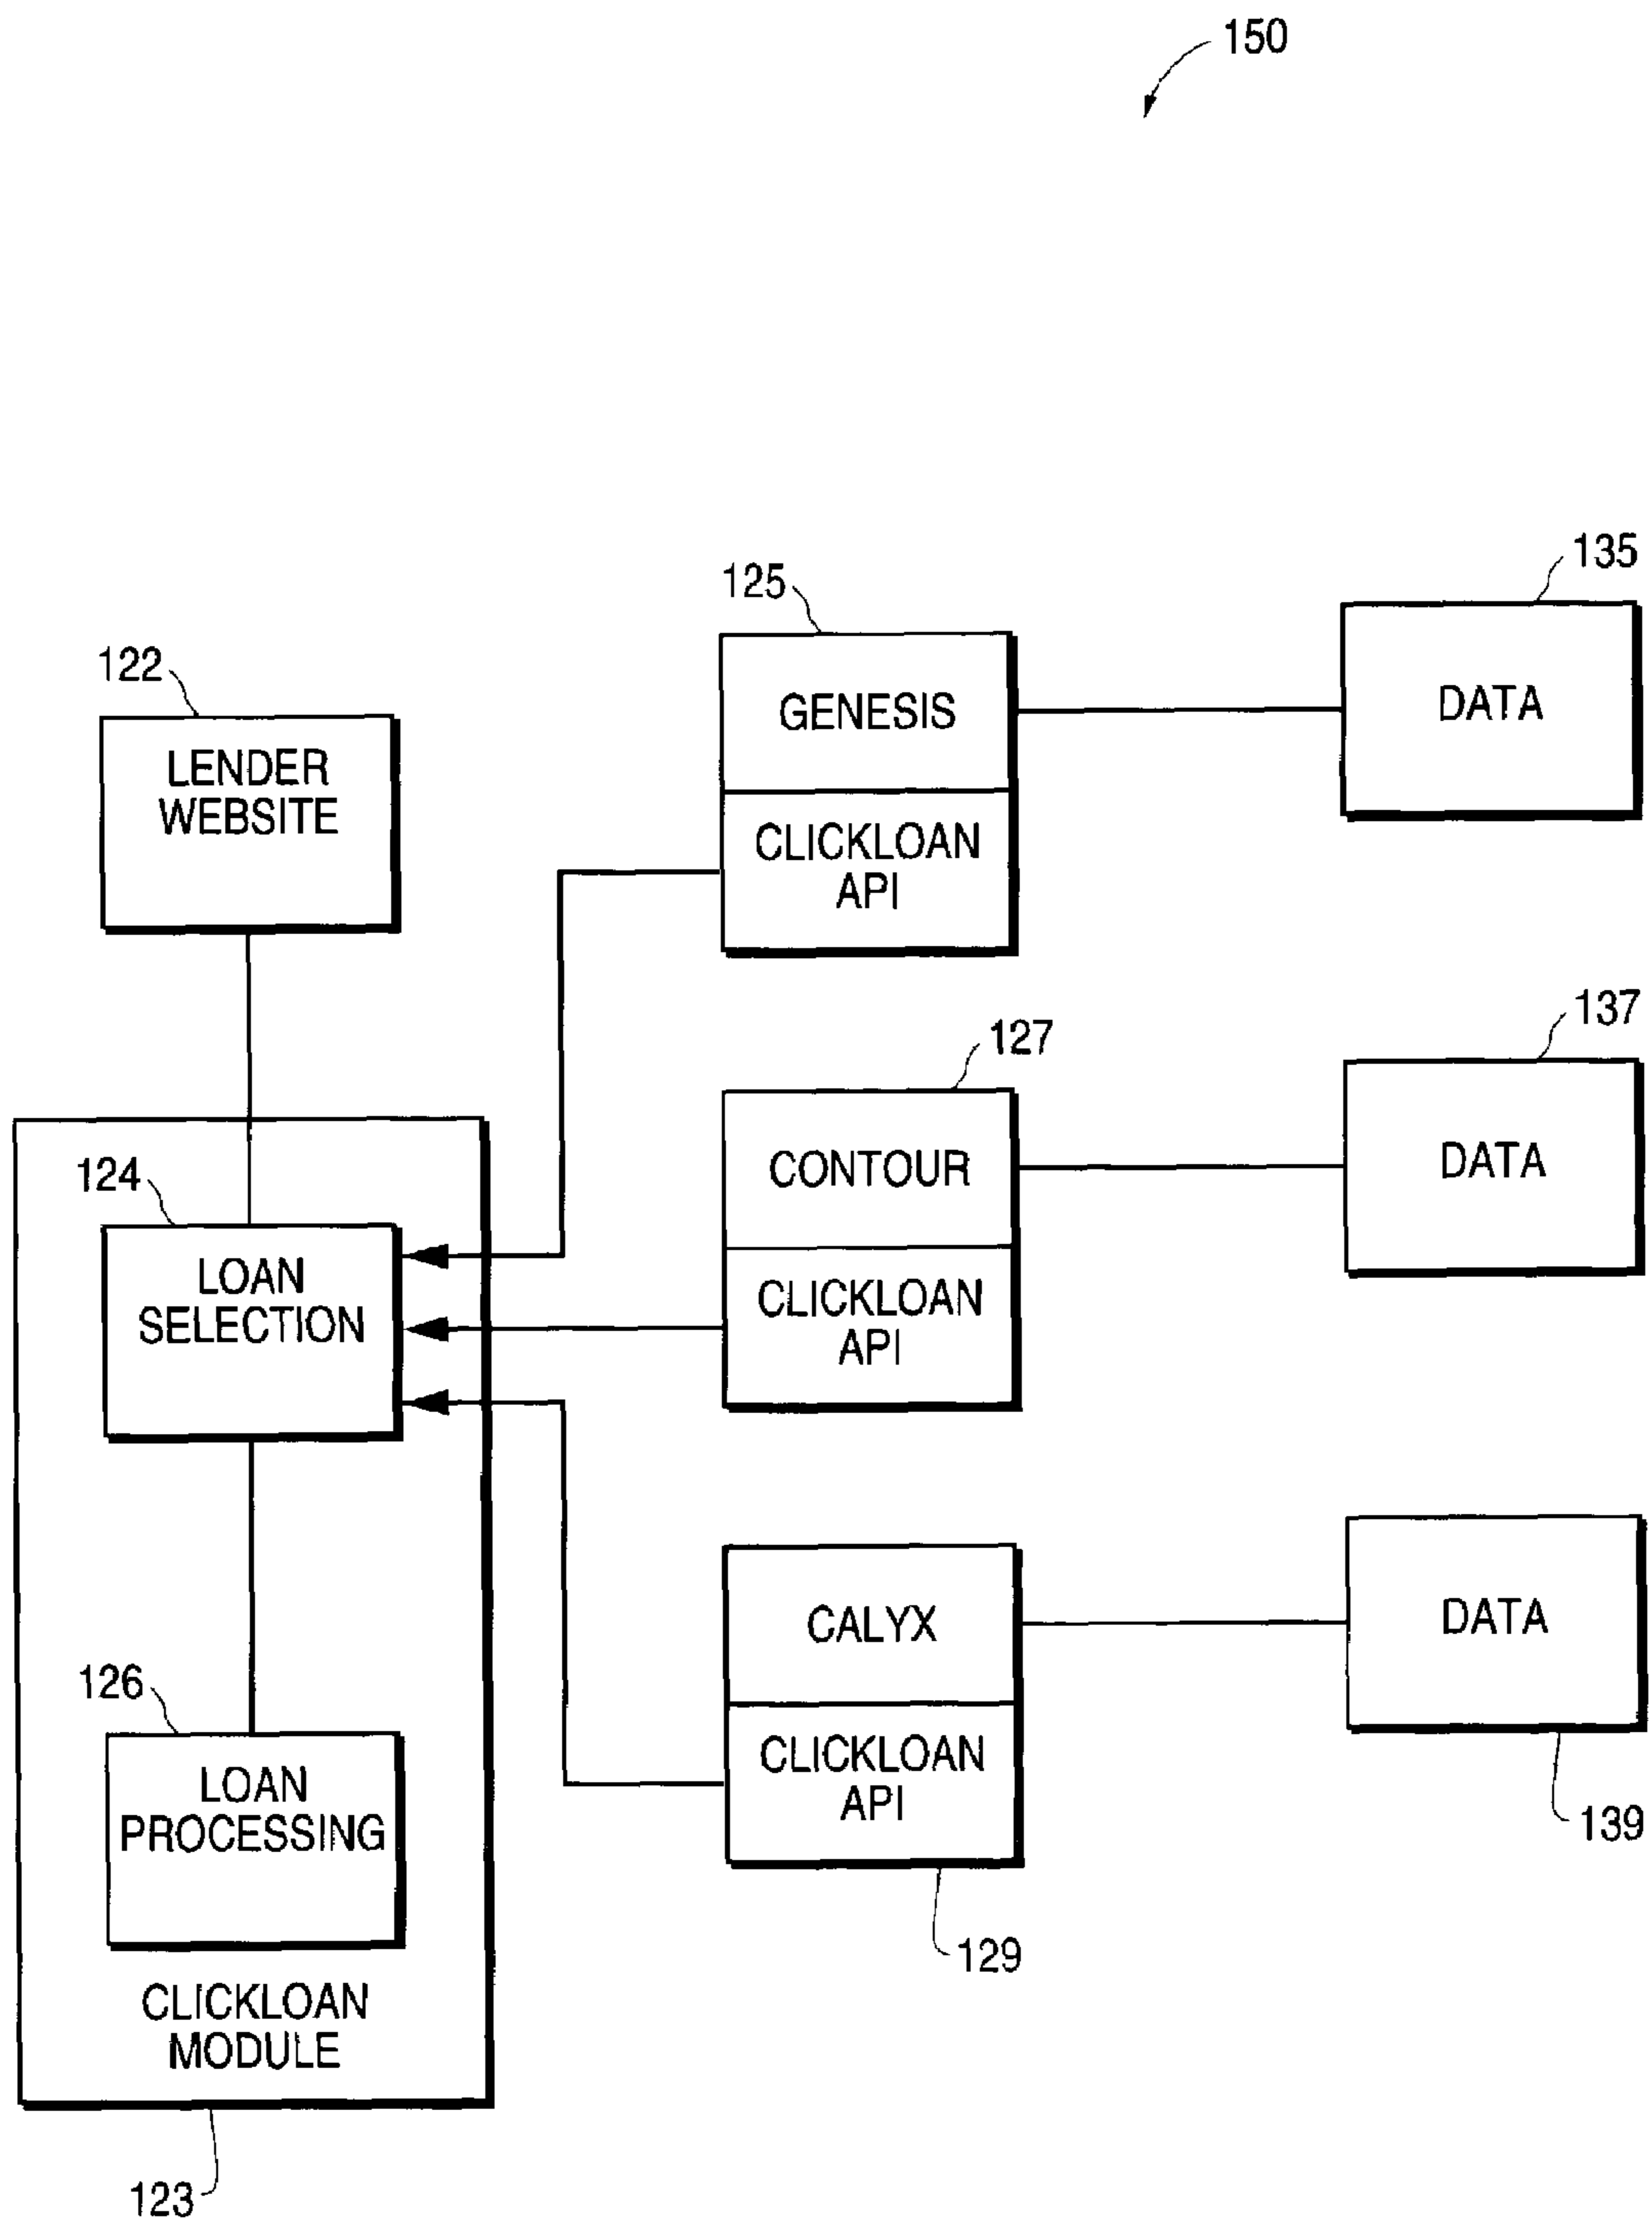 150
135
125
DATA
GENESIS
122
LENDER
WEBSITE
CLICKLOAN
API
137
127
DATA
CONTOUR
124
LOAN
SELECTION
CLICKLOAN
API
DATA
CALYX
126
LOAN
PROCESSING
CLICKLOAN
API
139
129
CLICKLOAN
MODULE
123